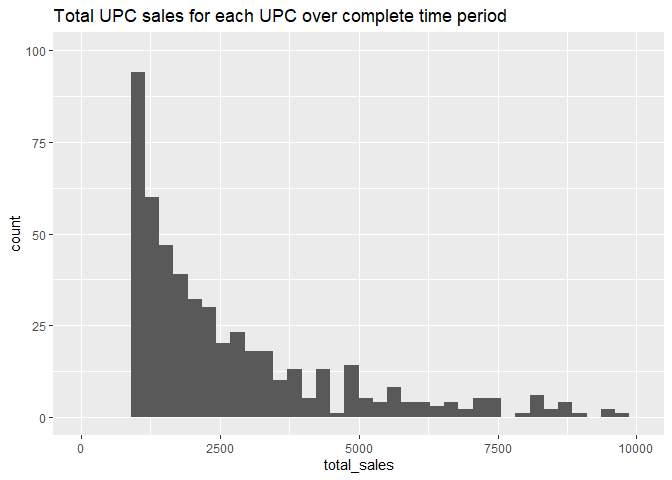 Total UPC sales for each UPC over complete time period
100
75
50
25
0
count
0 2500 5000 7500 10000
total_sales